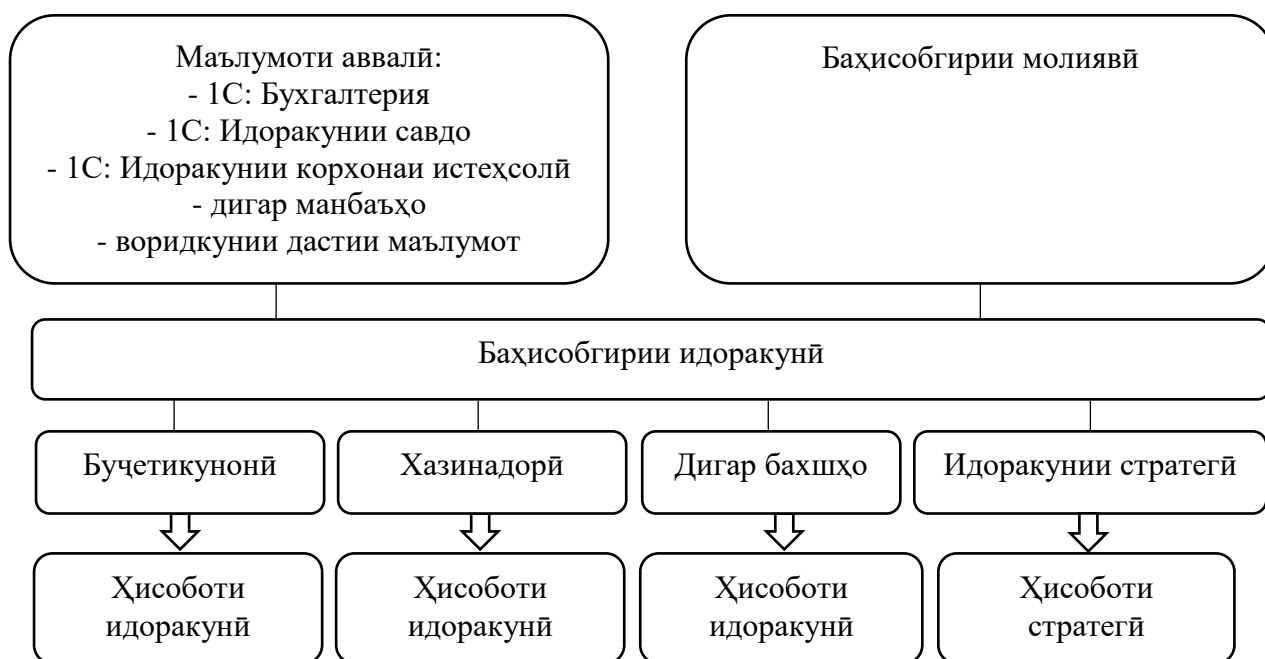 Маълумоти аввалӣ:
- 1С: Бухгалтерия
- 1С: Идоракунии савдо
- 1С: Идоракунии корхонаи истеҳсолӣ
- дигар манбаъҳо
- воридкунии дастии маълумот
Баҳисобгирии молиявӣ
Баҳисобгирии идоракунӣ
Буҷетикунонӣ
Хазинадорӣ
Дигар бахшҳо
Идоракунии стратегӣ
Ҳисоботи
идоракунӣ
Ҳисоботи
идоракунӣ
Ҳисоботи
идоракунӣ
Ҳисоботи
стратегӣ